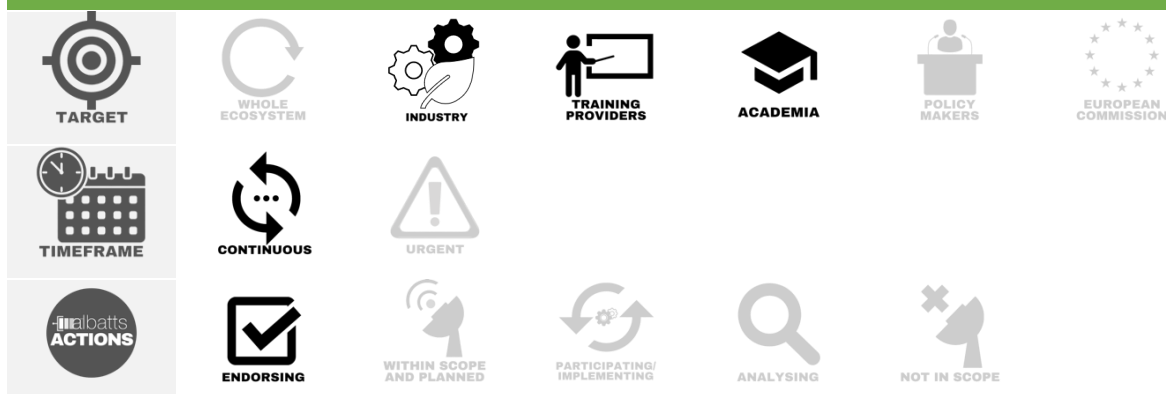 TARGET
WHOLE
ECOSYSTEM
INDUSTRY
TRAINING
PROVIDERS
ACADEMIA
POLICY
MAKERS
EUROPEAN
COMMISSION
TIMEFRAME
CONTINUOUS
URGENT
albatts
ACTIONS
ENDORSING
WITHIN SCOPE
AND PLANNED
PARTICIPATING/
IMPLEMENTING
ANALYSING
NOT IN SCOPE